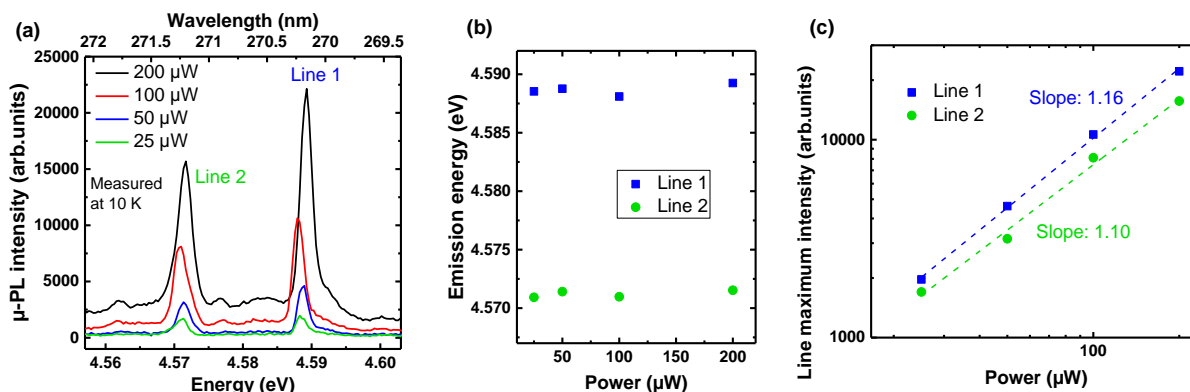 (a)
Wavelength (nm)
272 271.5 271 270.5 270 269.5
25000
20000
15000
10000
5000
0
μ-PL intensity (arb.units)
200 μW
100 μW
50 μW
25 μW
Line 1
Line 2
Measured
at 10 K
4.56 4.57 4.58 4.59 4.60
Energy (eV)
(b)
4.590
4.585
4.580
4.575
4.570
Emission energy (eV)
Line 1
Line 2
50 100 150 200
Power (μW)
(c)
10000
1000
Line maximum intensity (arb.units)
Line 1
Line 2
Slope: 1.16
Slope: 1.10
100
Power (μW)